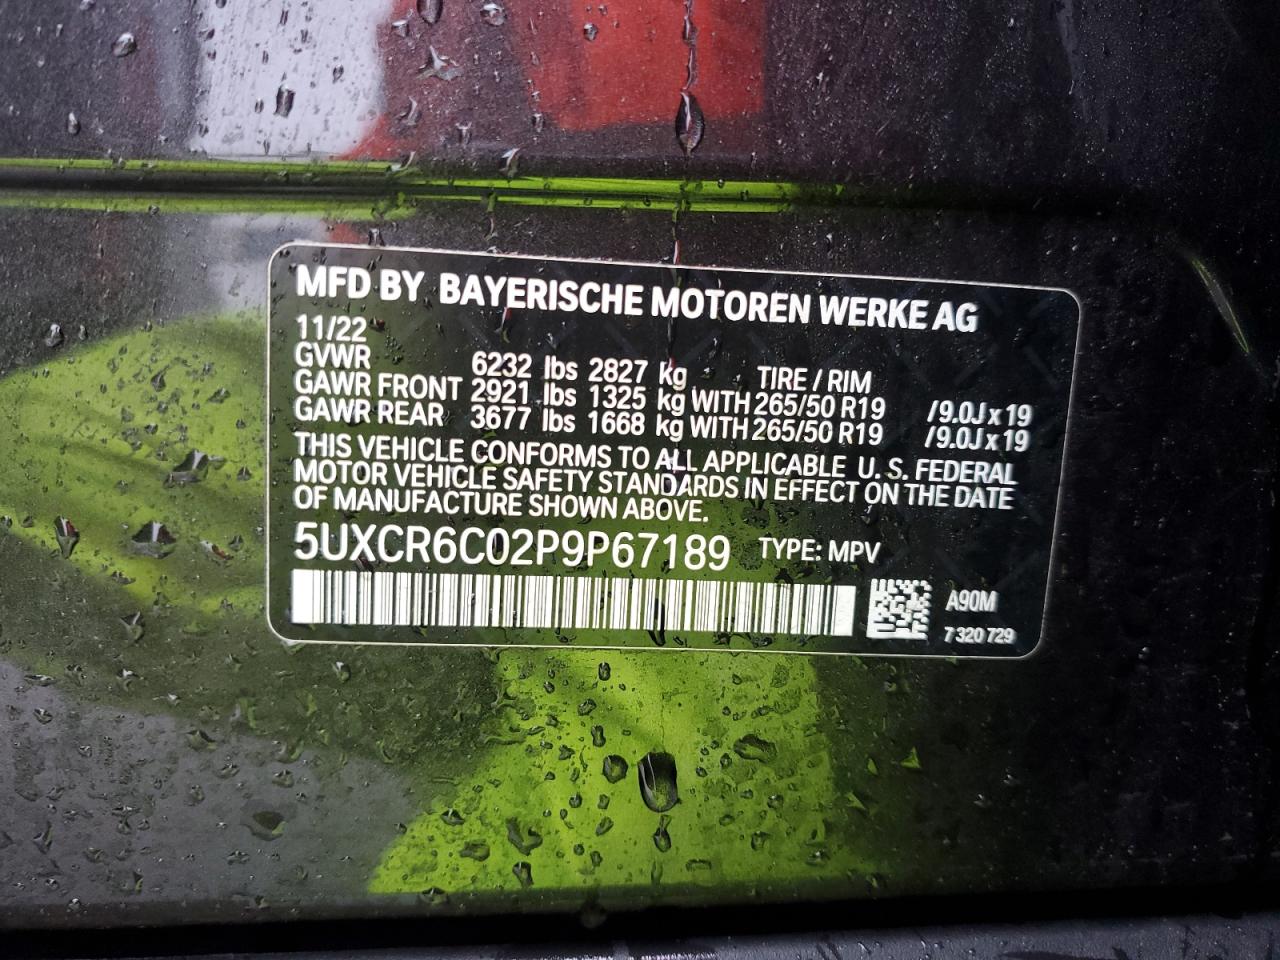 MFD BY BAYERISCHE MOTOREN WERKE AG
11/22
GVWR 6232 lbs 2827 kg TIRE / RIM
GAWR FRONT 2921 lbs 1325 kg WITH 265/50 R19 /9.0J x 19
GAWR REAR 3677 lbs 1668 kg WITH 265/50 R19 /9.0J x 19
THIS VEHICLE CONFORMS TO ALL APPLICABLE U. S. FEDERAL
MOTOR VEHICLE SAFETY STANDARDS IN EFFECT ON THE DATE
OF MANUFACTURE SHOWN ABOVE.
5UXCR6C02P9P67189 TYPE: MPV
A90M
7 320 729